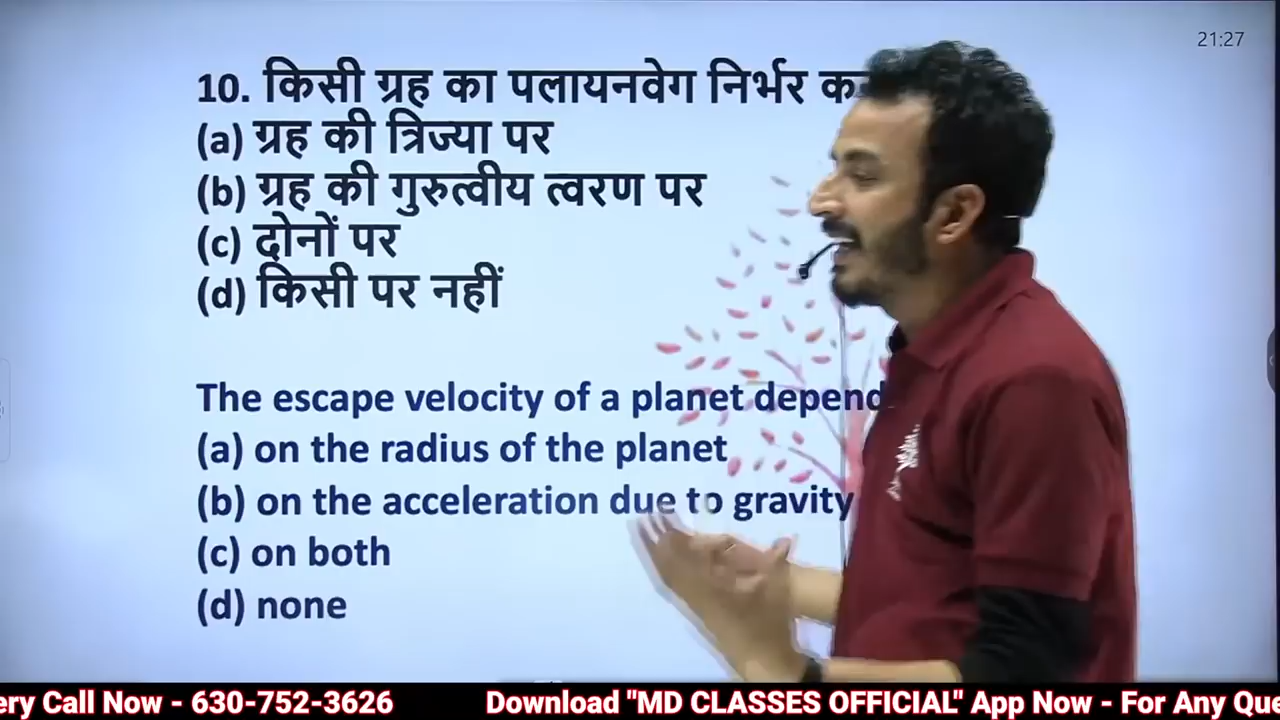 21:27
10. किसी ग्रह का पलायनवेग निर्भर
(a) ग्रह की त्रिज्या पर
(b) ग्रह की गुरुत्वीय त्वरण पर
(c) दोनों पर
(d) किसी पर नहीं
The escape velocity of a planet depend
(a) on the radius of the planet
(b) on the acceleration due to gravity
(c) on both
(d) none
Call Now - 630-752-3626 Download "MD CLASSES OFFICIAL" App Now - For Any